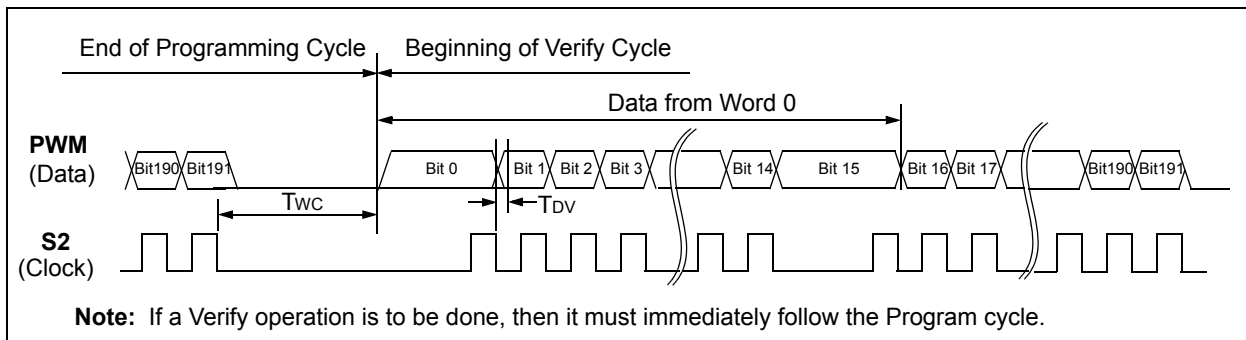 End of Programming Cycle Beginning of Verify Cycle
Data from Word 0
PWM
(Data)
Bit190 Bit191 Bit 0 Bit 1 Bit 2 Bit 3 Bit 14 Bit 15 Bit 16 Bit 17 Bit190 Bit191
TWC TDV
S2
(Clock)
Note: If a Verify operation is to be done, then it must immediately follow the Program cycle.